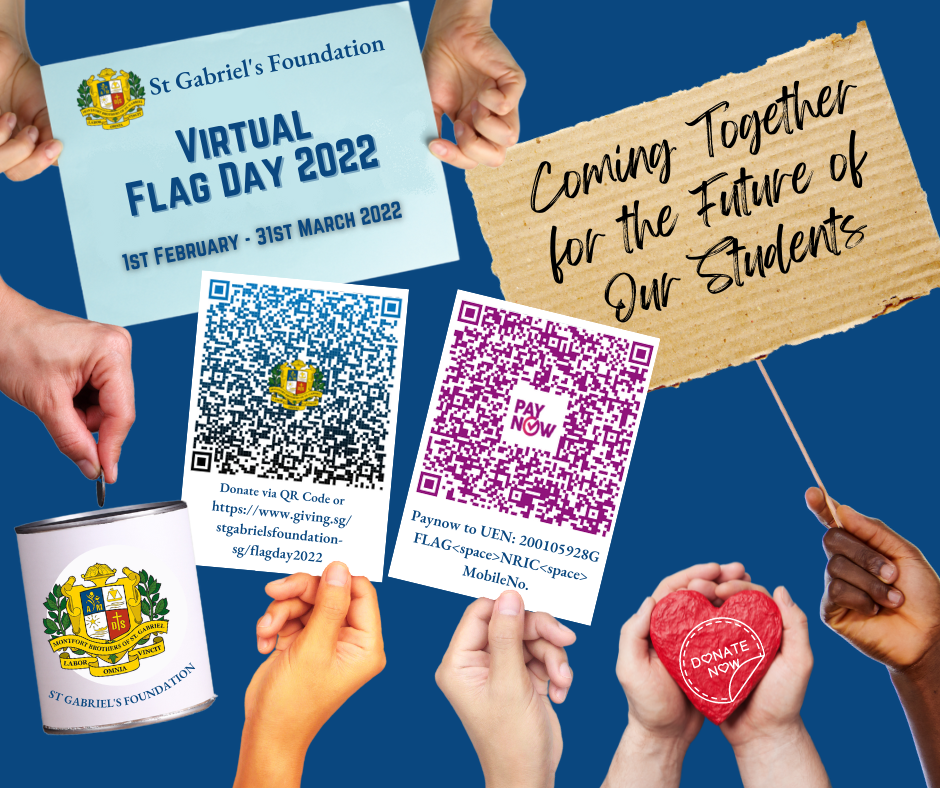 St Gabriel's Foundation
VIRTUAL
FLAG DAY 2022
1ST FEBRUARY - 31ST MARCH 2022
Coming Together
for the Future of
Our Students
PAY
NOW
Donate via QR Code or
https://www.giving.sg/
stgabrielsfoundation-
sg/flagday2022
Paynow to UEN: 200105928G
FLAG<space>NRIC<space>
MobileNo.
A M
D S
MONTFORT BROTHERS OF ST. GABRIEL
LABOR OMNIA VINCIT
ST GABRIEL'S FOUNDATION
DONATE
NOW